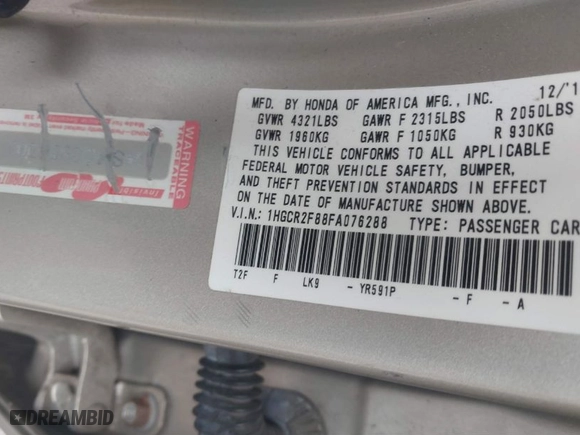 MFD. BY HONDA OF AMERICA MFG., INC. 12/1
GVWR 4321LBS GAWR F 2315LBS R 2050LBS
GVWR 1960KG GAWR F 1050KG R 930KG
THIS VEHICLE CONFORMS TO ALL APPLICABLE
FEDERAL MOTOR VEHICLE SAFETY, BUMPER,
AND THEFT PREVENTION STANDARDS IN EFFECT
ON THE DATE OF MANUFACTURE SHOWN ABOVE.
V.I.N.: 1HGCR2F88FA076288 TYPE: PASSENGER CAR
T2F F LK9 - YR591P - F - A
WARNING
DREAMBID